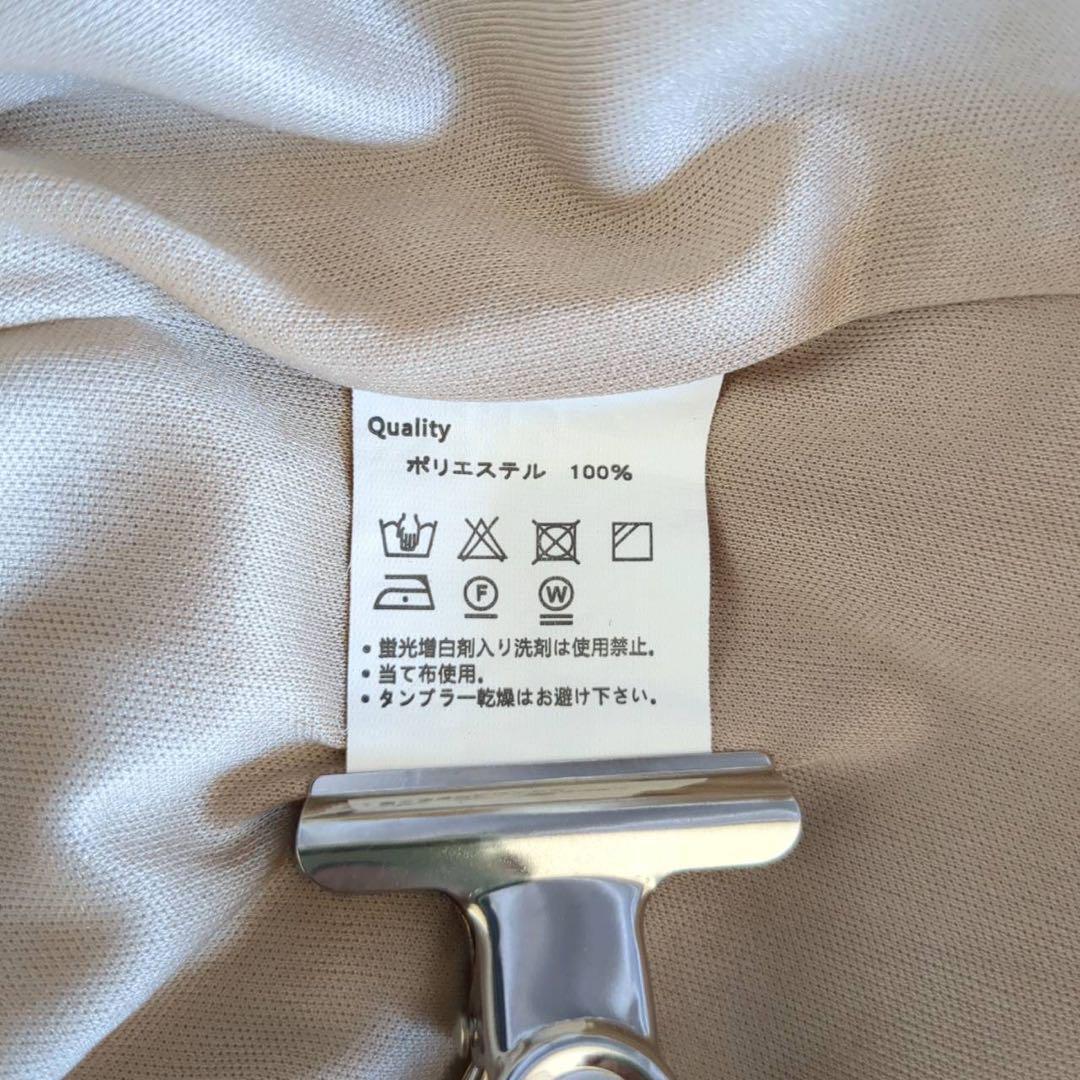 Quality
ポリエステル 100%
F W
• 蛍光増白剤入り洗剤は使用禁止.
• 当て布使用.
• タンブラー乾燥はお避け下さい.